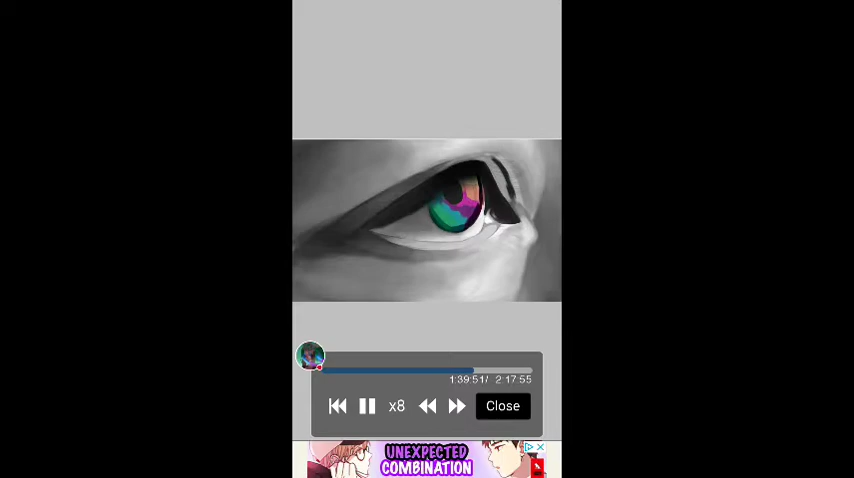 1:39:51/ 2:17:55
x8
Close
UNEXPECTED
COMBINATION